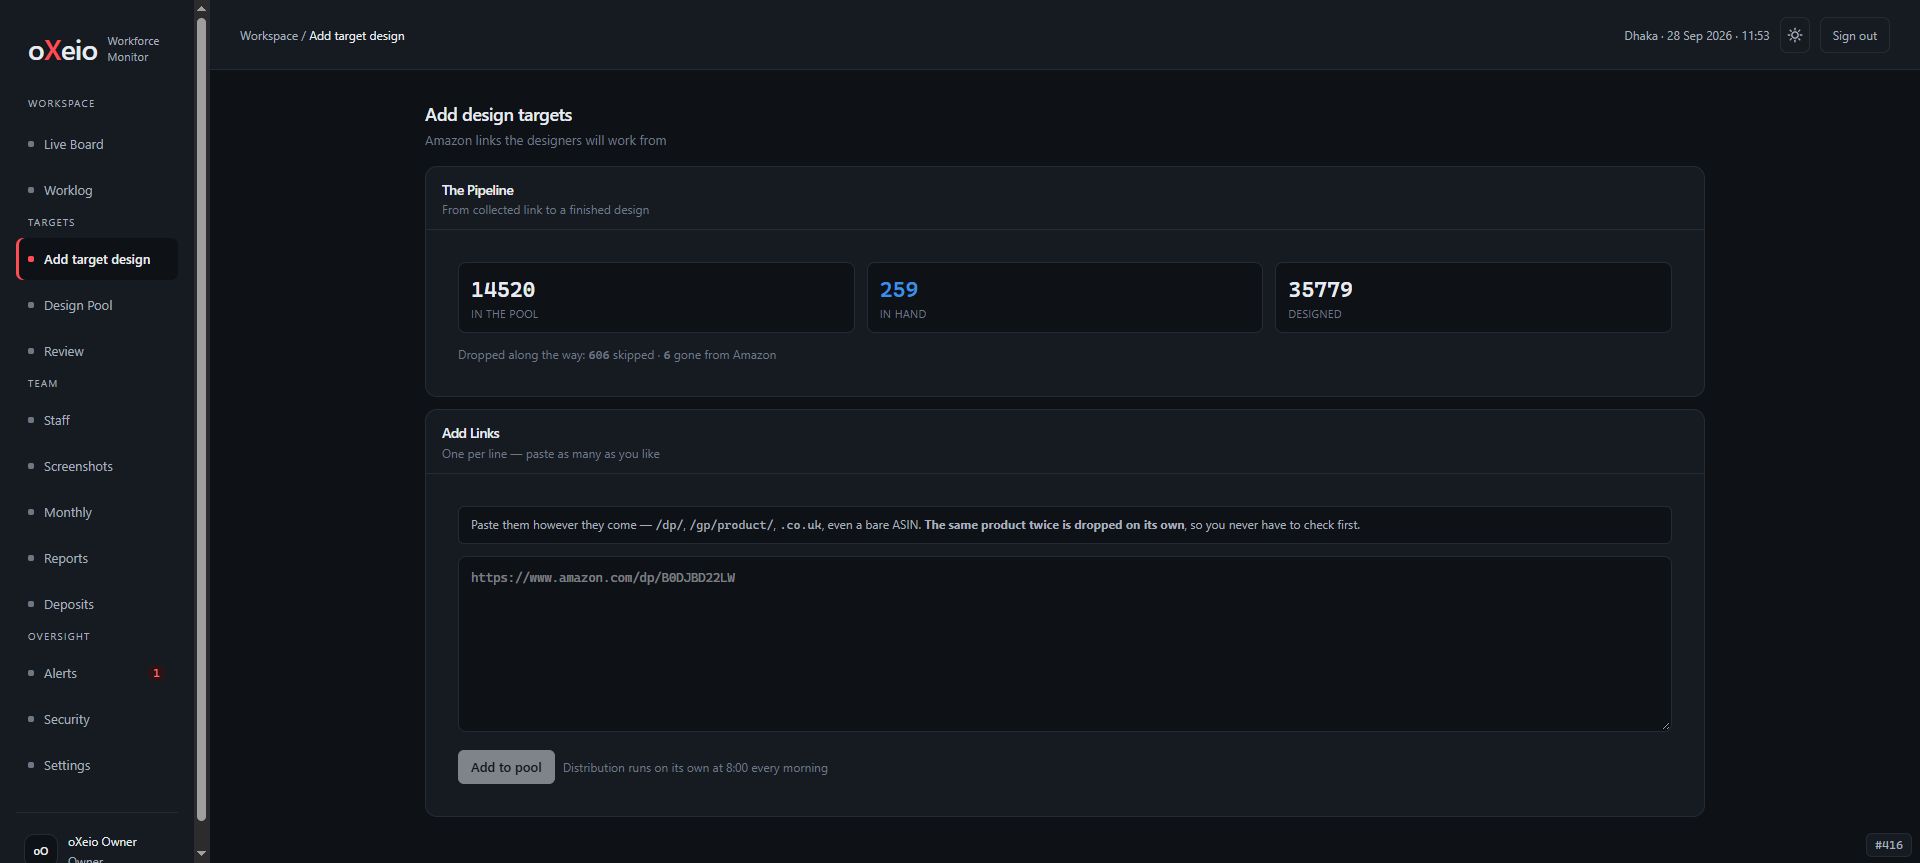 oXeio Workforce Monitor
Workspace / Add target design
Dhaka · 28 Sep 2026 · 11:53
Sign out
WORKSPACE
Live Board
Worklog
TARGETS
Add target design
Design Pool
Review
TEAM
Staff
Screenshots
Monthly
Reports
Deposits
OVERSIGHT
Alerts 1
Security
Settings
oO
oXeio Owner
Owner
Add design targets
Amazon links the designers will work from
The Pipeline
From collected link to a finished design
14520
IN THE POOL
259
IN HAND
35779
DESIGNED
Dropped along the way: 606 skipped · 6 gone from Amazon
Add Links
One per line — paste as many as you like
Paste them however they come — /dp/, /gp/product/, .co.uk, even a bare ASIN. The same product twice is dropped on its own, so you never have to check first.
https://www.amazon.com/dp/B0DJBD22LW
Add to pool
Distribution runs on its own at 8:00 every morning
#416